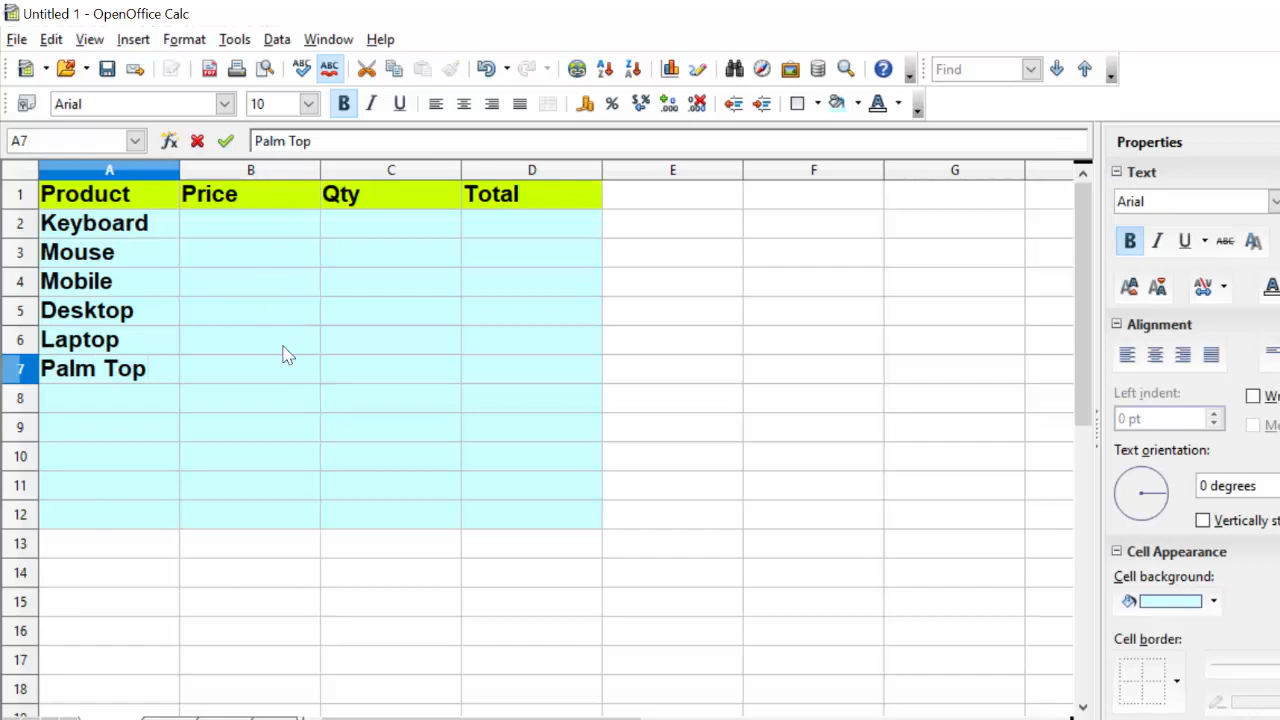 Untitled 1 - OpenOffice Calc
File Edit View Insert Format Tools Data Window Help
ABC ABC Find
Arial 10 B I U
A7 Palm Top
A B C D E F G
1 Product Price Qty Total
2 Keyboard
3 Mouse
4 Mobile
5 Desktop
6 Laptop
7 Palm Top
8
9
10
11
12
13
14
15
16
17
18
Properties
Text
Arial
B I U ABC
Alignment
Left indent:
0 pt
Text orientation:
0 degrees
Vertically st
Cell Appearance
Cell background:
Cell border: